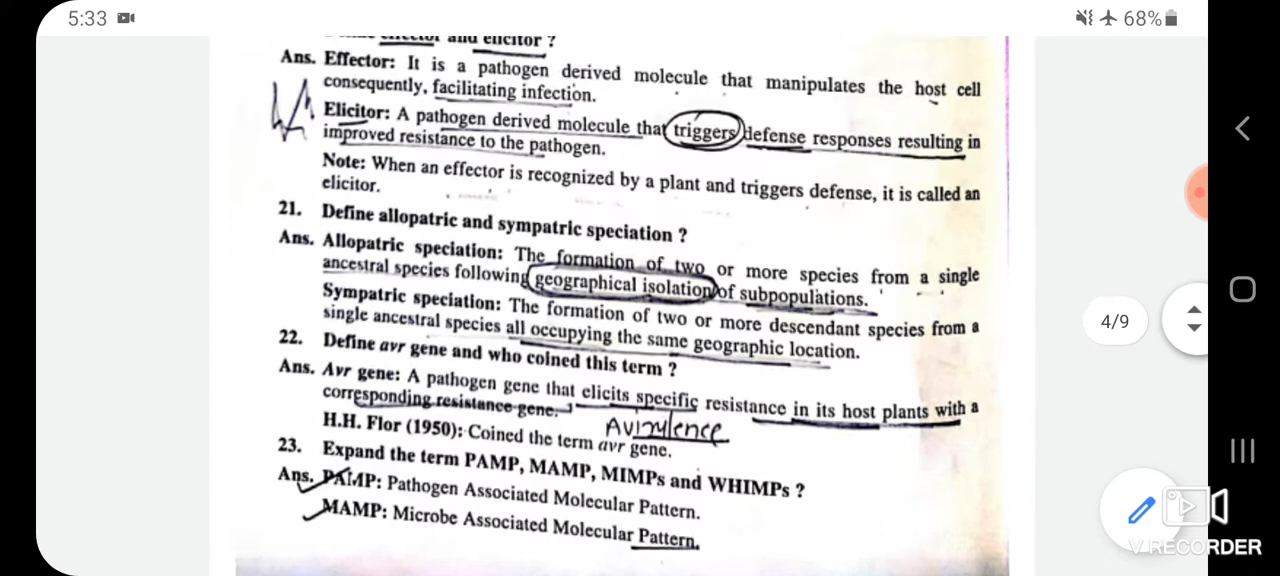 5:33
68%
and elicitor ?
Ans. Effector: It is a pathogen derived molecule that manipulates the host cell
consequently, facilitating infection.
Elicitor: A pathogen derived molecule that triggers defense responses resulting in
improved resistance to the pathogen.
Note: When an effector is recognized by a plant and triggers defense, it is called an
elicitor.
21. Define allopatric and sympatric speciation ?
Ans. Allopatric speciation: The formation of two or more species from a single
ancestral species following geographical isolation of subpopulations.
Sympatric speciation: The formation of two or more descendant species from a
single ancestral species all occupying the same geographic location.
22. Define avr gene and who coined this term ?
Ans. Avr gene: A pathogen gene that elicits specific resistance in its host plants with a
corresponding resistance gene.
Avirulence
H.H. Flor (1950): Coined the term avr gene.
23. Expand the term PAMP, MAMP, MIMPs and WHIMPs ?
Ans. PAMP: Pathogen Associated Molecular Pattern.
MAMP: Microbe Associated Molecular Pattern.
4/9
V RECORDER